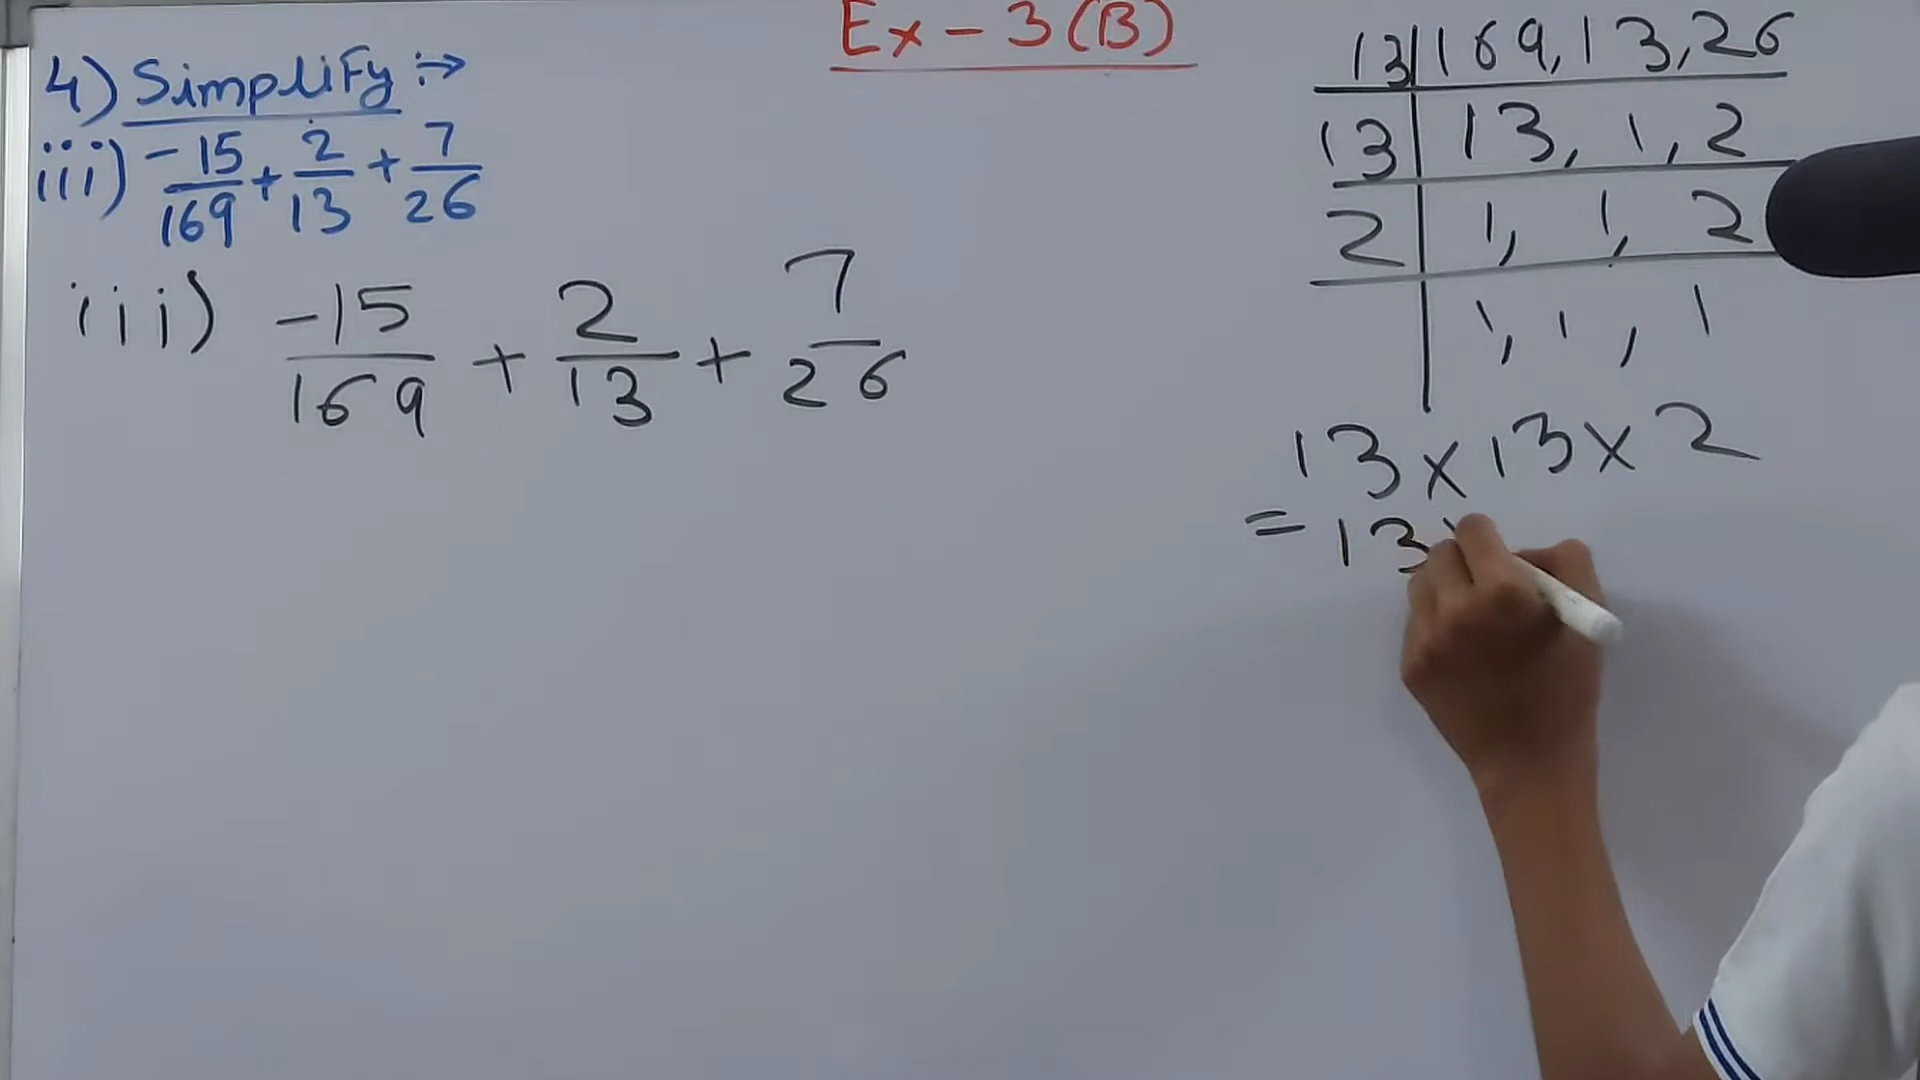 Ex - 3(B)
4) Simplify :→
iii) -15/169 + 2/13 + 7/26
iii) -15/169 + 2/13 + 7/26
13 | 169, 13, 26
13 | 13, 1, 2
2 | 1, 1, 2
| 1, 1, 1
13 x 13 x 2
= 13